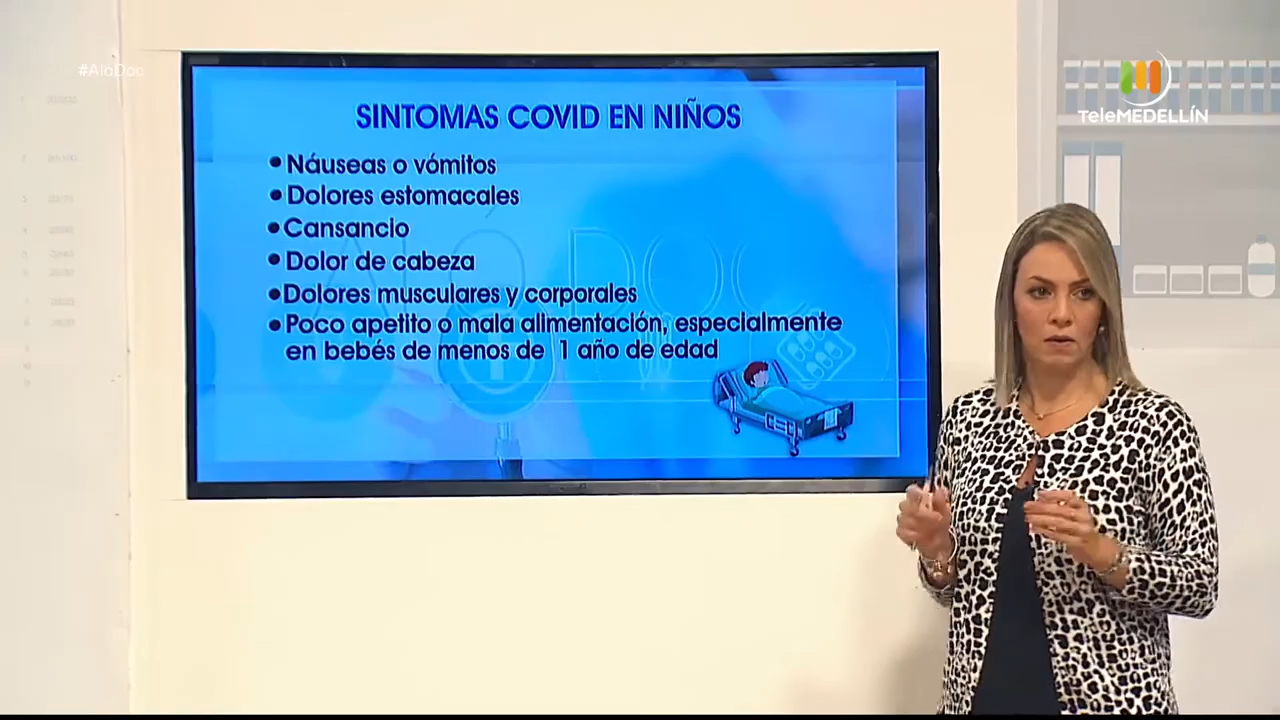 #AlóDoc
TeleMEDELLÍN
SINTOMAS COVID EN NIÑOS
• Náuseas o vómitos
• Dolores estomacales
• Cansancio
• Dolor de cabeza
• Dolores musculares y corporales
• Poco apetito o mala alimentación, especialmente
en bebés de menos de 1 año de edad